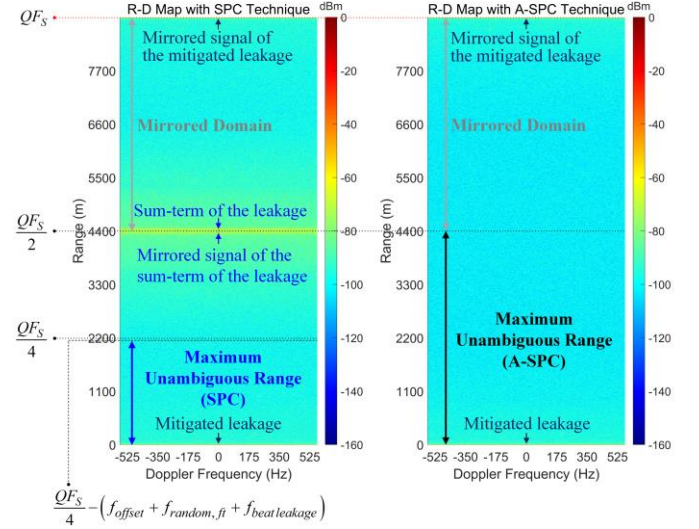 R-D Map with SPC Technique
dBm
QF_S
0
Mirrored signal of
the mitigated leakage
7700
-20
Mirrored Domain
6600
-40
5500
-60
Sum-term of the leakage
QF_S
2
4400
-80
Range (m)
Mirrored signal of the
sum-term of the leakage
3300
-100
QF_S
4
2200
-120
Maximum
Unambiguous Range
(SPC)
1100
-140
Mitigated leakage
0
-160
-525 -350 -175 0 175 350 525
Doppler Frequency (Hz)
QF_S
4
−(f_offset + f_random, ft + f_beat leakage)
R-D Map with A-SPC Technique
dBm
0
Mirrored signal of
the mitigated leakage
7700
-20
Mirrored Domain
6600
-40
5500
-60
4400
-80
Range (m)
3300
-100
Maximum
Unambiguous Range
(A-SPC)
2200
-120
1100
-140
Mitigated leakage
0
-160
-525 -350 -175 0 175 350 525
Doppler Frequency (Hz)